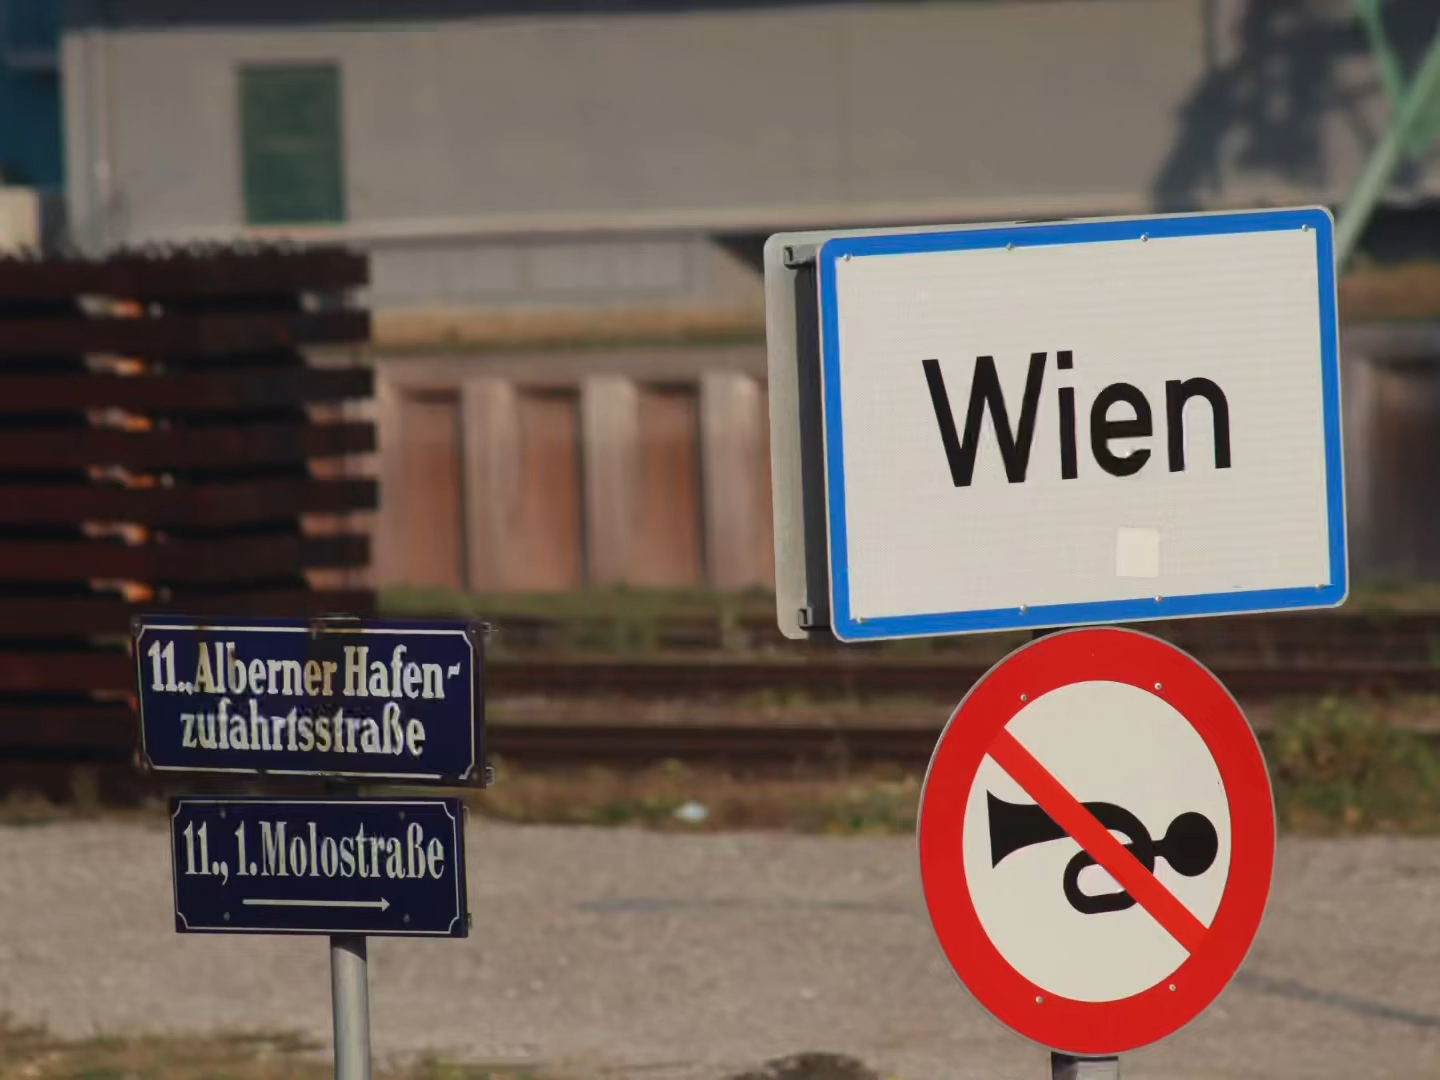 Wien
11., Alberner Hafen-
zufahrtsstraße
11., 1. Molostraße